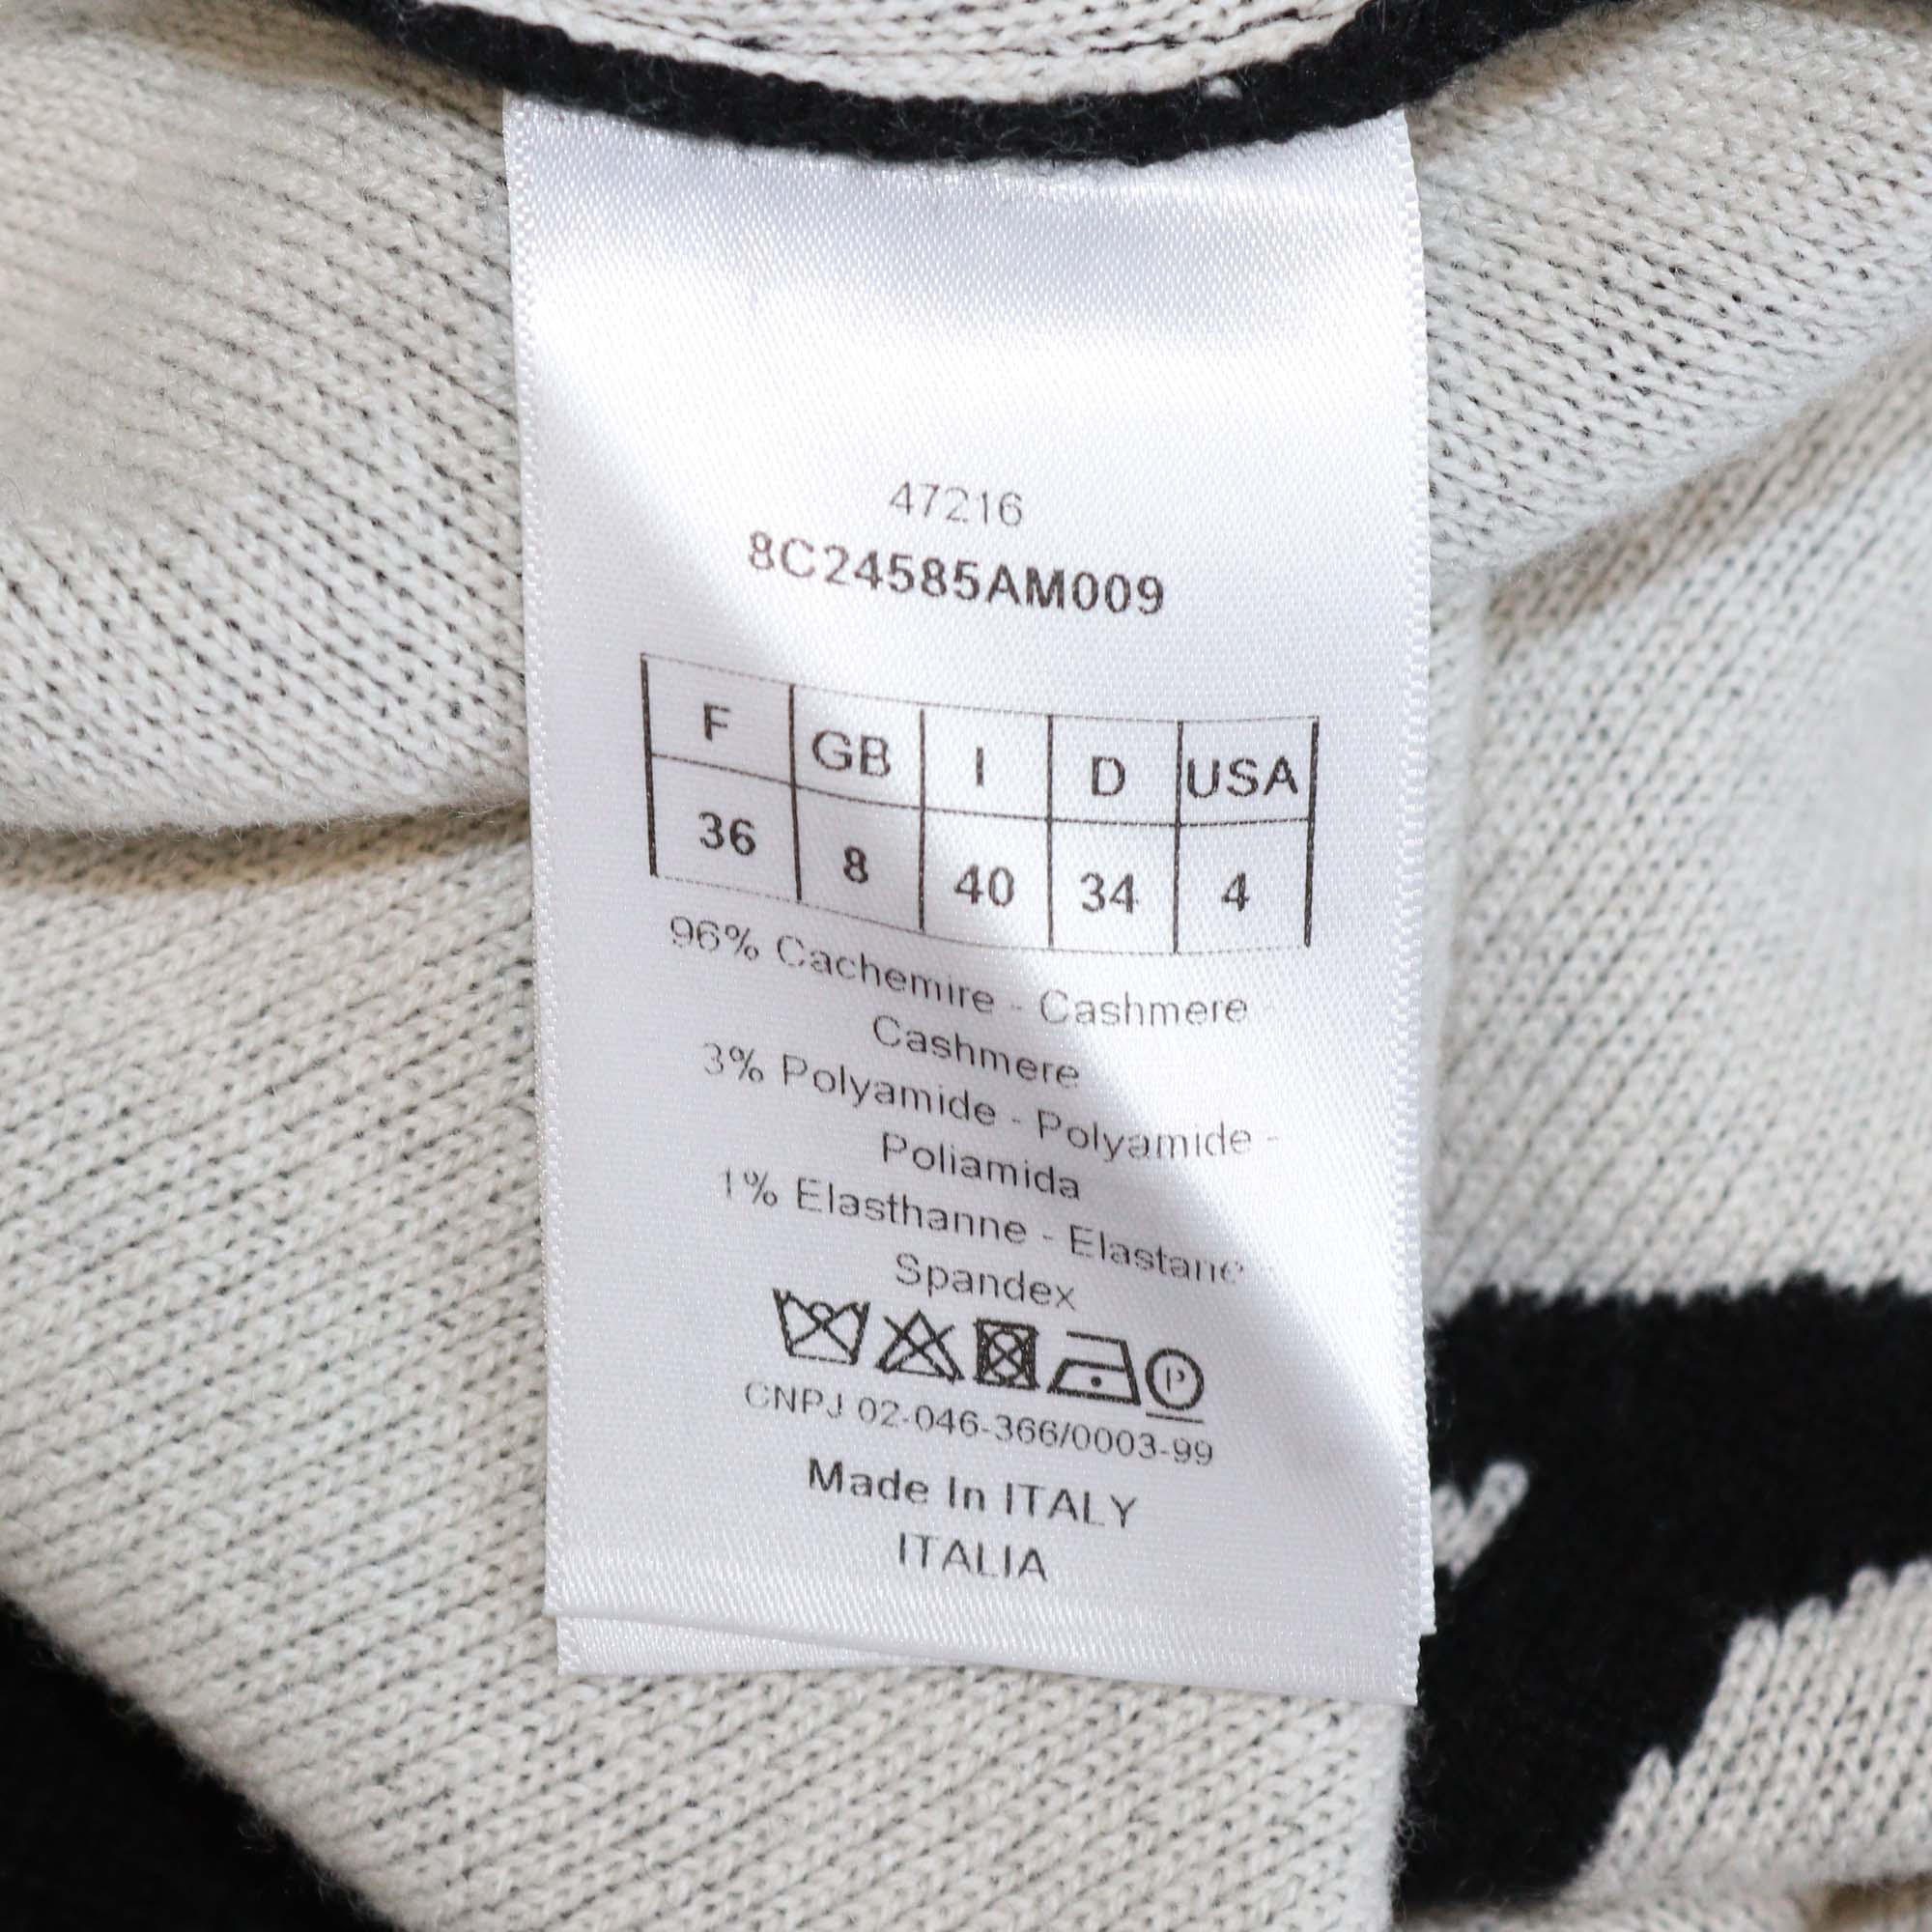 47216
8C24585AM009
F GB I D USA
36 8 40 34 4
96% Cachemire - Cashmere -
Cashmere
3% Polyamide - Polyamide -
Poliamida
1% Elasthanne - Elastane
Spandex
P
CNPJ 02-046-366/0003-99
Made In ITALY
ITALIA